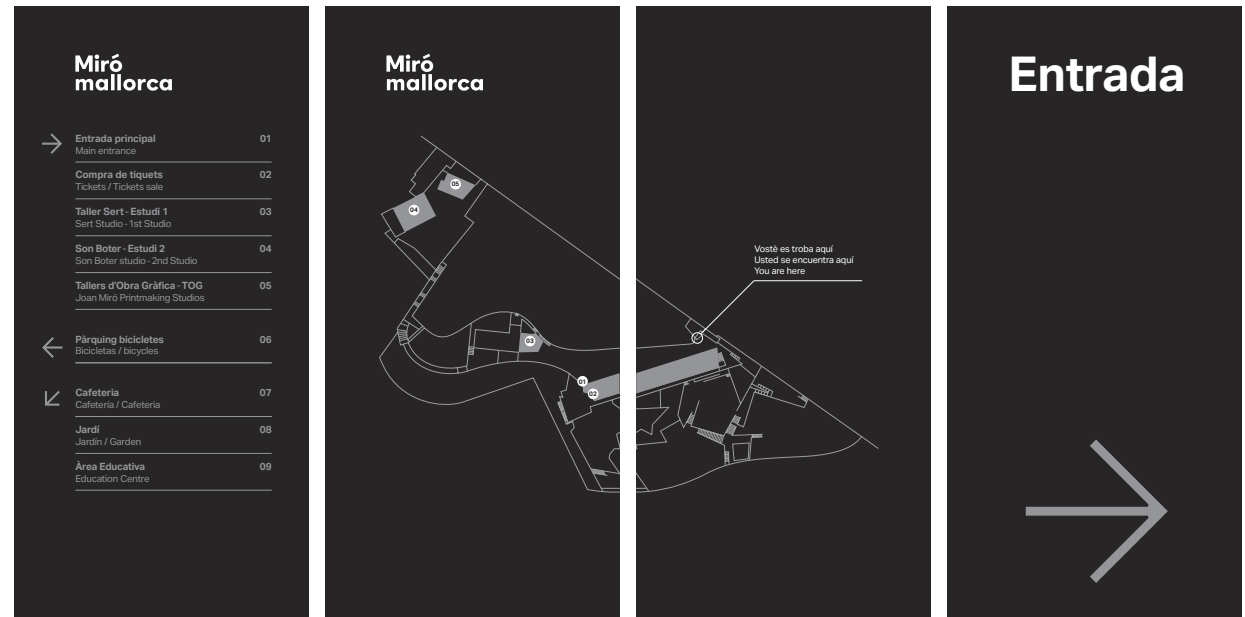 Miró
mallorca
Entrada principal 01
Main entrance
Compra de tiquets 02
Tickets / Tickets sale
Taller Sert - Estudi 1 03
Sert Studio - 1st Studio
Son Boter - Estudi 2 04
Son Boter studio - 2nd Studio
Tallers d'Obra Gràfica - TOG 05
Joan Miró Printmaking Studios
Pàrquing bicicletes 06
Bicicletas / bicycles
Cafeteria 07
Cafetería / Cafeteria
Jardí 08
Jardín / Garden
Àrea Educativa 09
Education Centre
Miró
mallorca
05
04
03
01
02
Vostè es troba aquí
Usted se encuentra aquí
You are here
Entrada